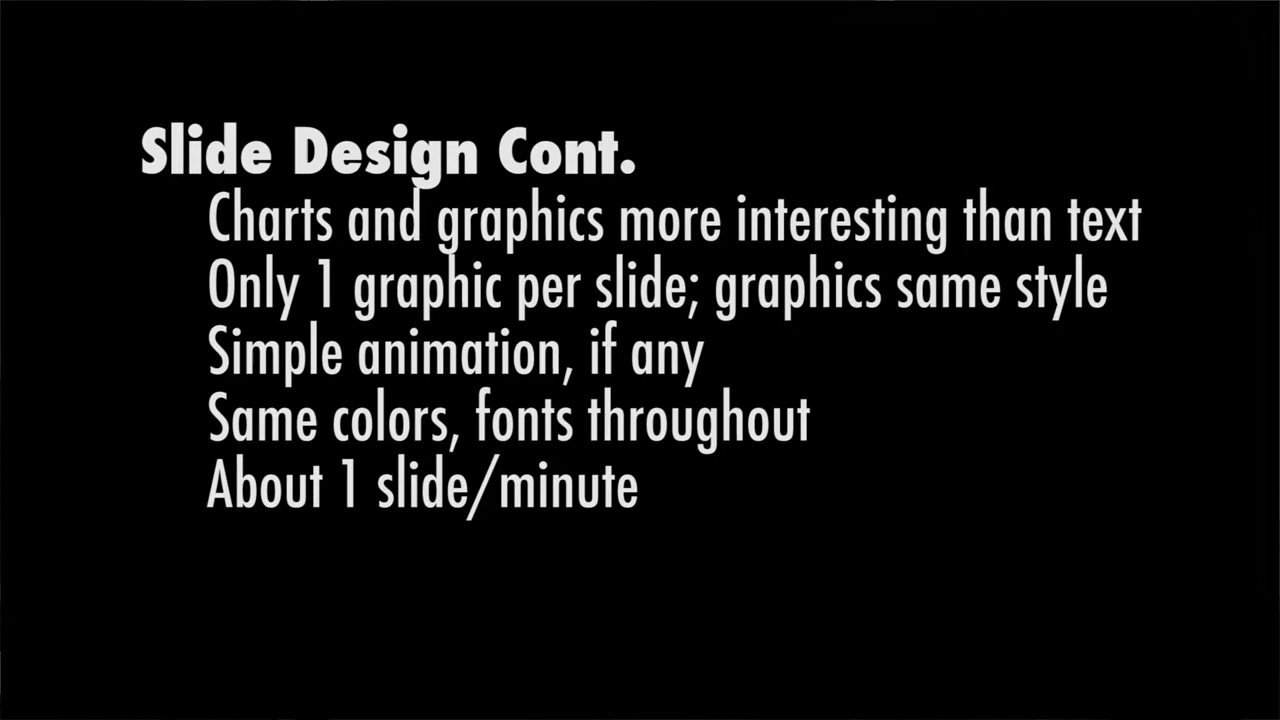 Slide Design Cont.
Charts and graphics more interesting than text
Only 1 graphic per slide; graphics same style
Simple animation, if any
Same colors, fonts throughout
About 1 slide/minute